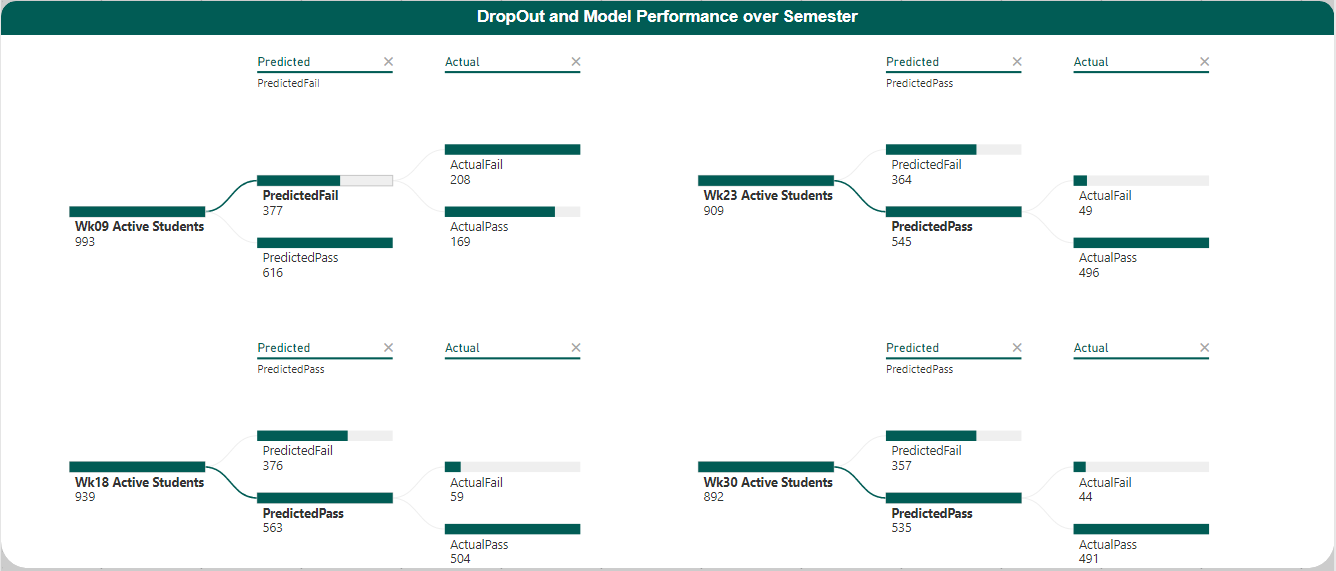 DropOut and Model Performance over Semester
Predicted
Actual
PredictedFail
ActualFail
208
PredictedFail
377
ActualPass
169
Wk09 Active Students
993
PredictedPass
616
Predicted
Actual
PredictedPass
PredictedFail
364
Wk23 Active Students
909
ActualFail
49
PredictedPass
545
ActualPass
496
Predicted
Actual
PredictedPass
PredictedFail
376
Wk18 Active Students
939
ActualFail
59
PredictedPass
563
ActualPass
504
Predicted
Actual
PredictedPass
PredictedFail
357
Wk30 Active Students
892
ActualFail
44
PredictedPass
535
ActualPass
491